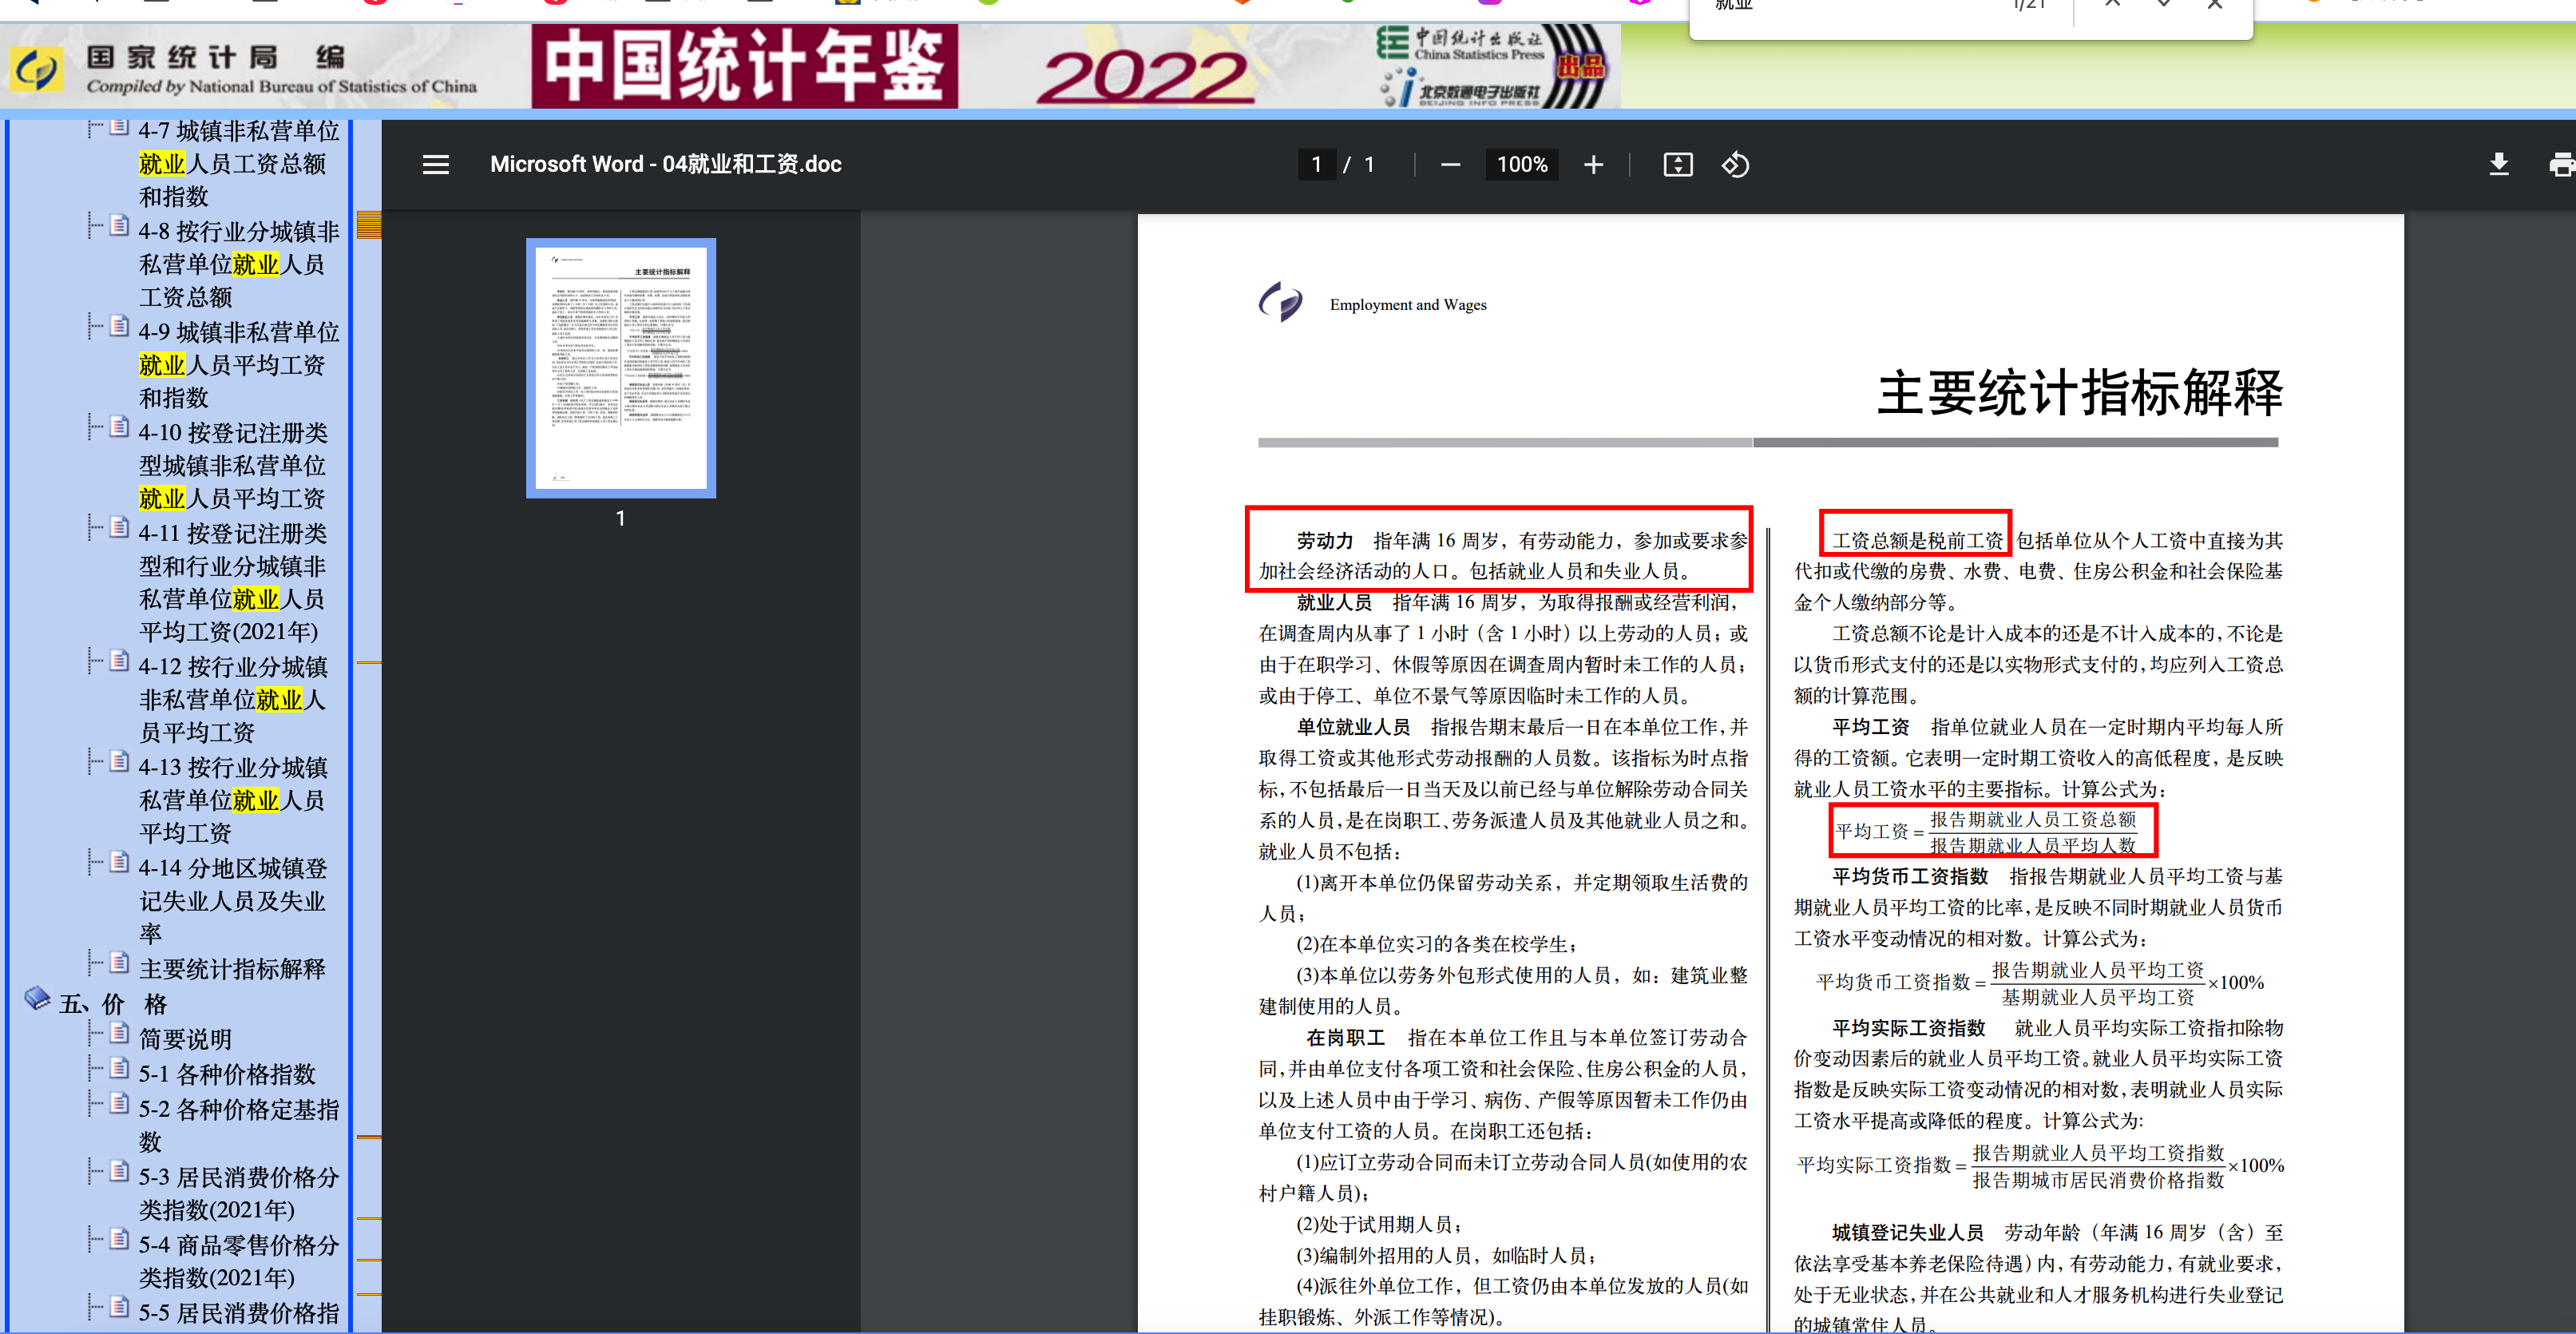 就业
1/21
国家统计局 编
Compiled by National Bureau of Statistics of China
中国统计年鉴
2022
中国统计出版社
China Statistics Press
北京数通电子出版社
BEIJING INFO PRESS
出品
4-7 城镇非私营单位
就业人员工资总额
和指数
4-8 按行业分城镇非
私营单位就业人员
工资总额
4-9 城镇非私营单位
就业人员平均工资
和指数
4-10 按登记注册类
型城镇非私营单位
就业人员平均工资
4-11 按登记注册类
型和行业分城镇非
私营单位就业人员
平均工资(2021年)
4-12 按行业分城镇
非私营单位就业人
员平均工资
4-13 按行业分城镇
私营单位就业人员
平均工资
4-14 分地区城镇登
记失业人员及失业
率
主要统计指标解释
五、价 格
简要说明
5-1 各种价格指数
5-2 各种价格定基指
数
5-3 居民消费价格分
类指数(2021年)
5-4 商品零售价格分
类指数(2021年)
5-5 居民消费价格指
Microsoft Word - 04就业和工资.doc
1 / 1
100%
1
Employment and Wages
主要统计指标解释
劳动力 指年满 16 周岁，有劳动能力，参加或要求参
加社会经济活动的人口。包括就业人员和失业人员。
就业人员 指年满 16 周岁，为取得报酬或经营利润，
在调查周内从事了 1 小时（含 1 小时）以上劳动的人员；或
由于在职学习、休假等原因在调查周内暂时未工作的人员；
或由于停工、单位不景气等原因临时未工作的人员。
单位就业人员 指报告期末最后一日在本单位工作，并
取得工资或其他形式劳动报酬的人员数。该指标为时点指
标，不包括最后一日当天及以前已经与单位解除劳动合同关
系的人员，是在岗职工、劳务派遣人员及其他就业人员之和。
就业人员不包括：
(1)离开本单位仍保留劳动关系，并定期领取生活费的
人员；
(2)在本单位实习的各类在校学生；
(3)本单位以劳务外包形式使用的人员，如：建筑业整
建制使用的人员。
在岗职工 指在本单位工作且与本单位签订劳动合
同，并由单位支付各项工资和社会保险、住房公积金的人员，
以及上述人员中由于学习、病伤、产假等原因暂未工作仍由
单位支付工资的人员。在岗职工还包括：
(1)应订立劳动合同而未订立劳动合同人员(如使用的农
村户籍人员)；
(2)处于试用期人员；
(3)编制外招用的人员，如临时人员；
(4)派往外单位工作，但工资仍由本单位发放的人员(如
挂职锻炼、外派工作等情况)。
工资总额是税前工资，包括单位从个人工资中直接为其
代扣或代缴的房费、水费、电费、住房公积金和社会保险基
金个人缴纳部分等。
工资总额不论是计入成本的还是不计入成本的，不论是
以货币形式支付的还是以实物形式支付的，均应列入工资总
额的计算范围。
平均工资 指单位就业人员在一定时期内平均每人所
得的工资额。它表明一定时期工资收入的高低程度，是反映
就业人员工资水平的主要指标。计算公式为：
平均工资=报告期就业人员工资总额
报告期就业人员平均人数
平均货币工资指数 指报告期就业人员平均工资与基
期就业人员平均工资的比率，是反映不同时期就业人员货币
工资水平变动情况的相对数。计算公式为：
平均货币工资指数=报告期就业人员平均工资×100%
基期就业人员平均工资
平均实际工资指数 就业人员平均实际工资指扣除物
价变动因素后的就业人员平均工资。就业人员平均实际工资
指数是反映实际工资变动情况的相对数，表明就业人员实际
工资水平提高或降低的程度。计算公式为:
平均实际工资指数=报告期就业人员平均工资指数×100%
报告期城市居民消费价格指数
城镇登记失业人员 劳动年龄（年满 16 周岁（含）至
依法享受基本养老保险待遇）内，有劳动能力，有就业要求，
处于无业状态，并在公共就业和人才服务机构进行失业登记
的城镇常住人员。